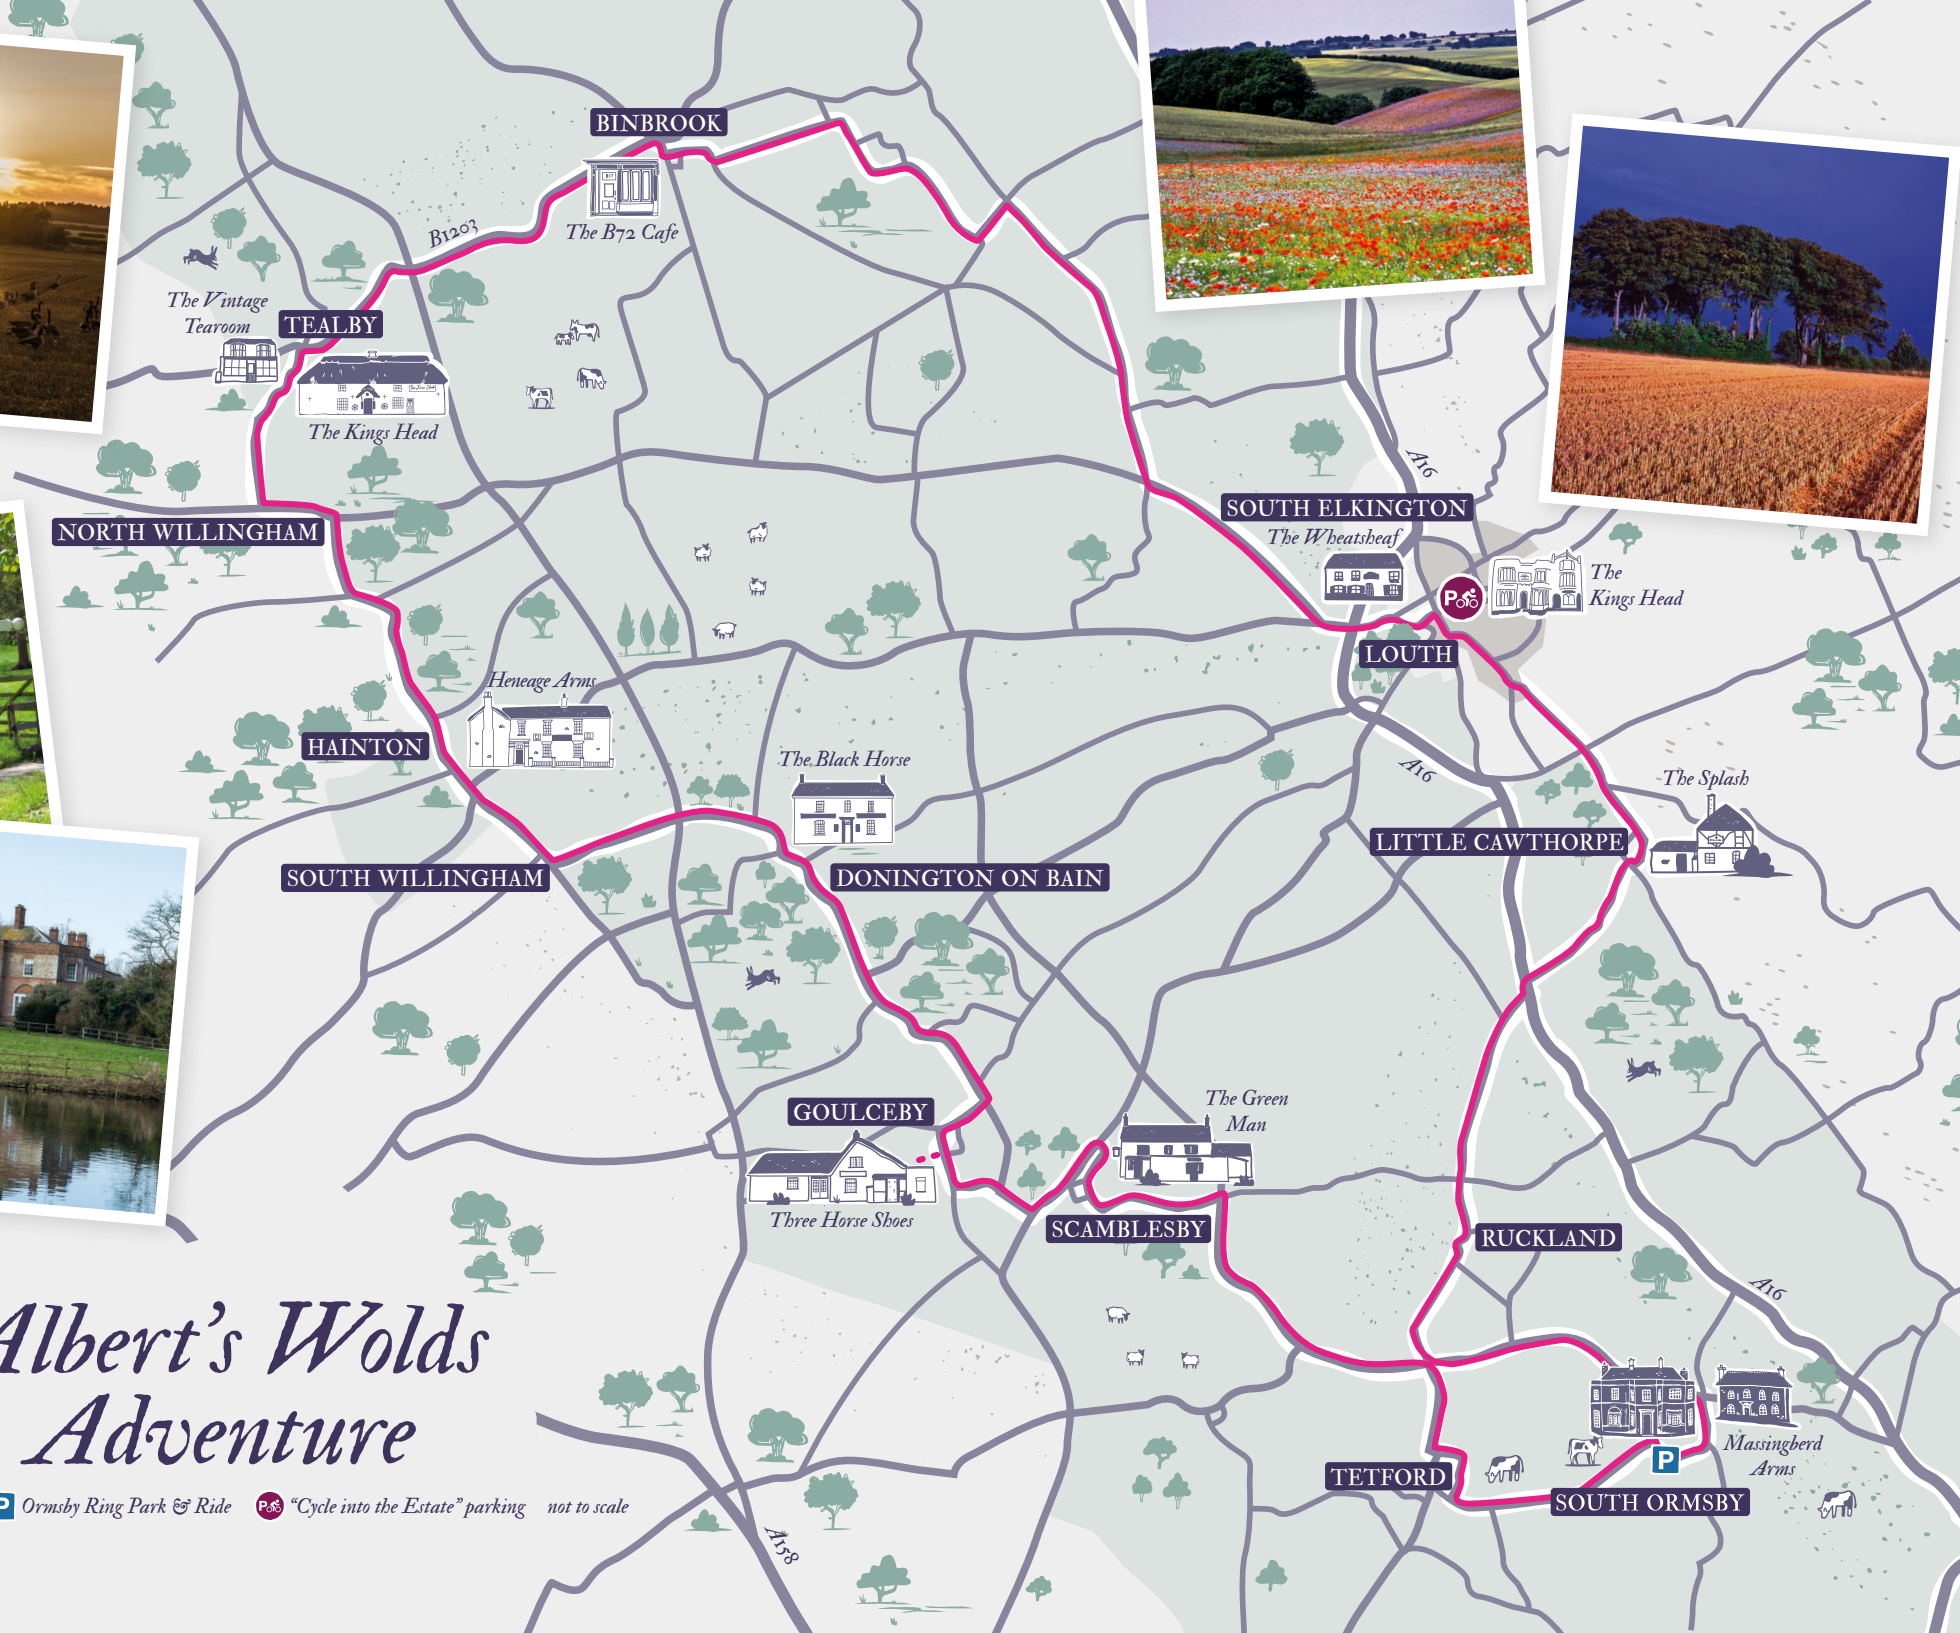 BINBROOK
The B72 Cafe
B1203
The Vintage
Tearoom
TEALBY
The Kings Head
NORTH WILLINGHAM
A16
SOUTH ELKINGTON
The Wheatsheaf
P
The
Kings Head
LOUTH
Heneage Arms
HAINTON
The Black Horse
A16
The Splash
LITTLE CAWTHORPE
SOUTH WILLINGHAM
DONINGTON ON BAIN
GOULCEBY
Three Horse Shoes
The Green
Man
SCAMBLESBY
RUCKLAND
A16
Albert's Wolds
Adventure
P Ormsby Ring Park & Ride P "Cycle into the Estate" parking not to scale
A158
Massingberd
Arms
P
TETFORD
SOUTH ORMSBY